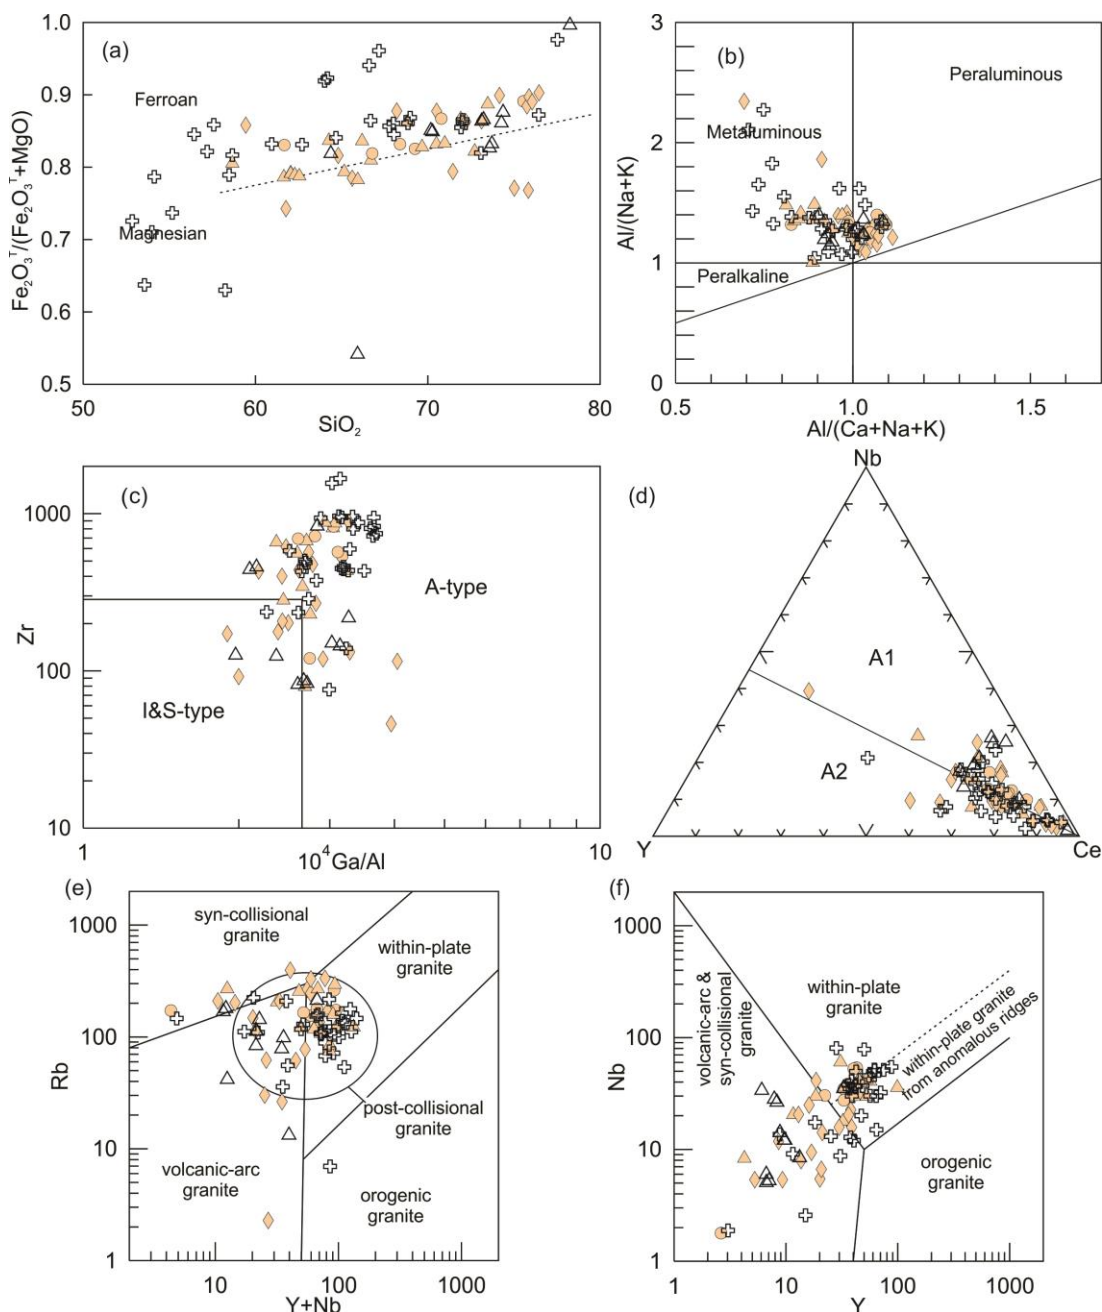 (a)
Ferroan
Magnesian
1.0
0.9
0.8
0.7
0.6
0.5
Fe₂O₃ᵀ/(Fe₂O₃ᵀ+MgO)
50
60
70
80
SiO₂
(b)
Peraluminous
Metaluminous
Peralkaline
3
2
1
0
Al/(Na+K)
0.5
1.0
1.5
Al/(Ca+Na+K)
(c)
A-type
I&S-type
1000
100
10
Zr
1
10
10⁴Ga/Al
(d)
Nb
A1
A2
Y
Ce
(e)
syn-collisional
granite
within-plate
granite
post-collisional
granite
volcanic-arc
granite
orogenic
granite
1000
100
10
1
Rb
10
100
1000
Y+Nb
(f)
volcanic-arc &
syn-collisional
granite
within-plate
granite
within-plate granite
from anomalous ridges
orogenic
granite
1000
100
10
1
Nb
1
10
100
1000
Y